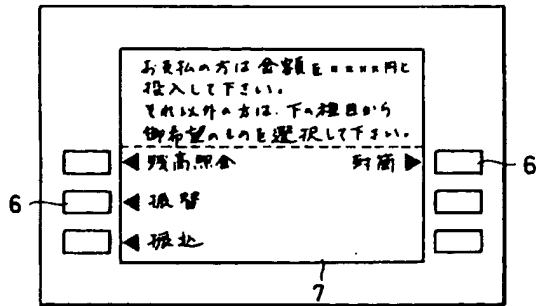 お支払の方は 金額を ****円と
投入して下さい。
それ以外の方は、下の種目から
御希望のものを選択して下さい。
残高照会 封筒
振替
振込
6
6
7